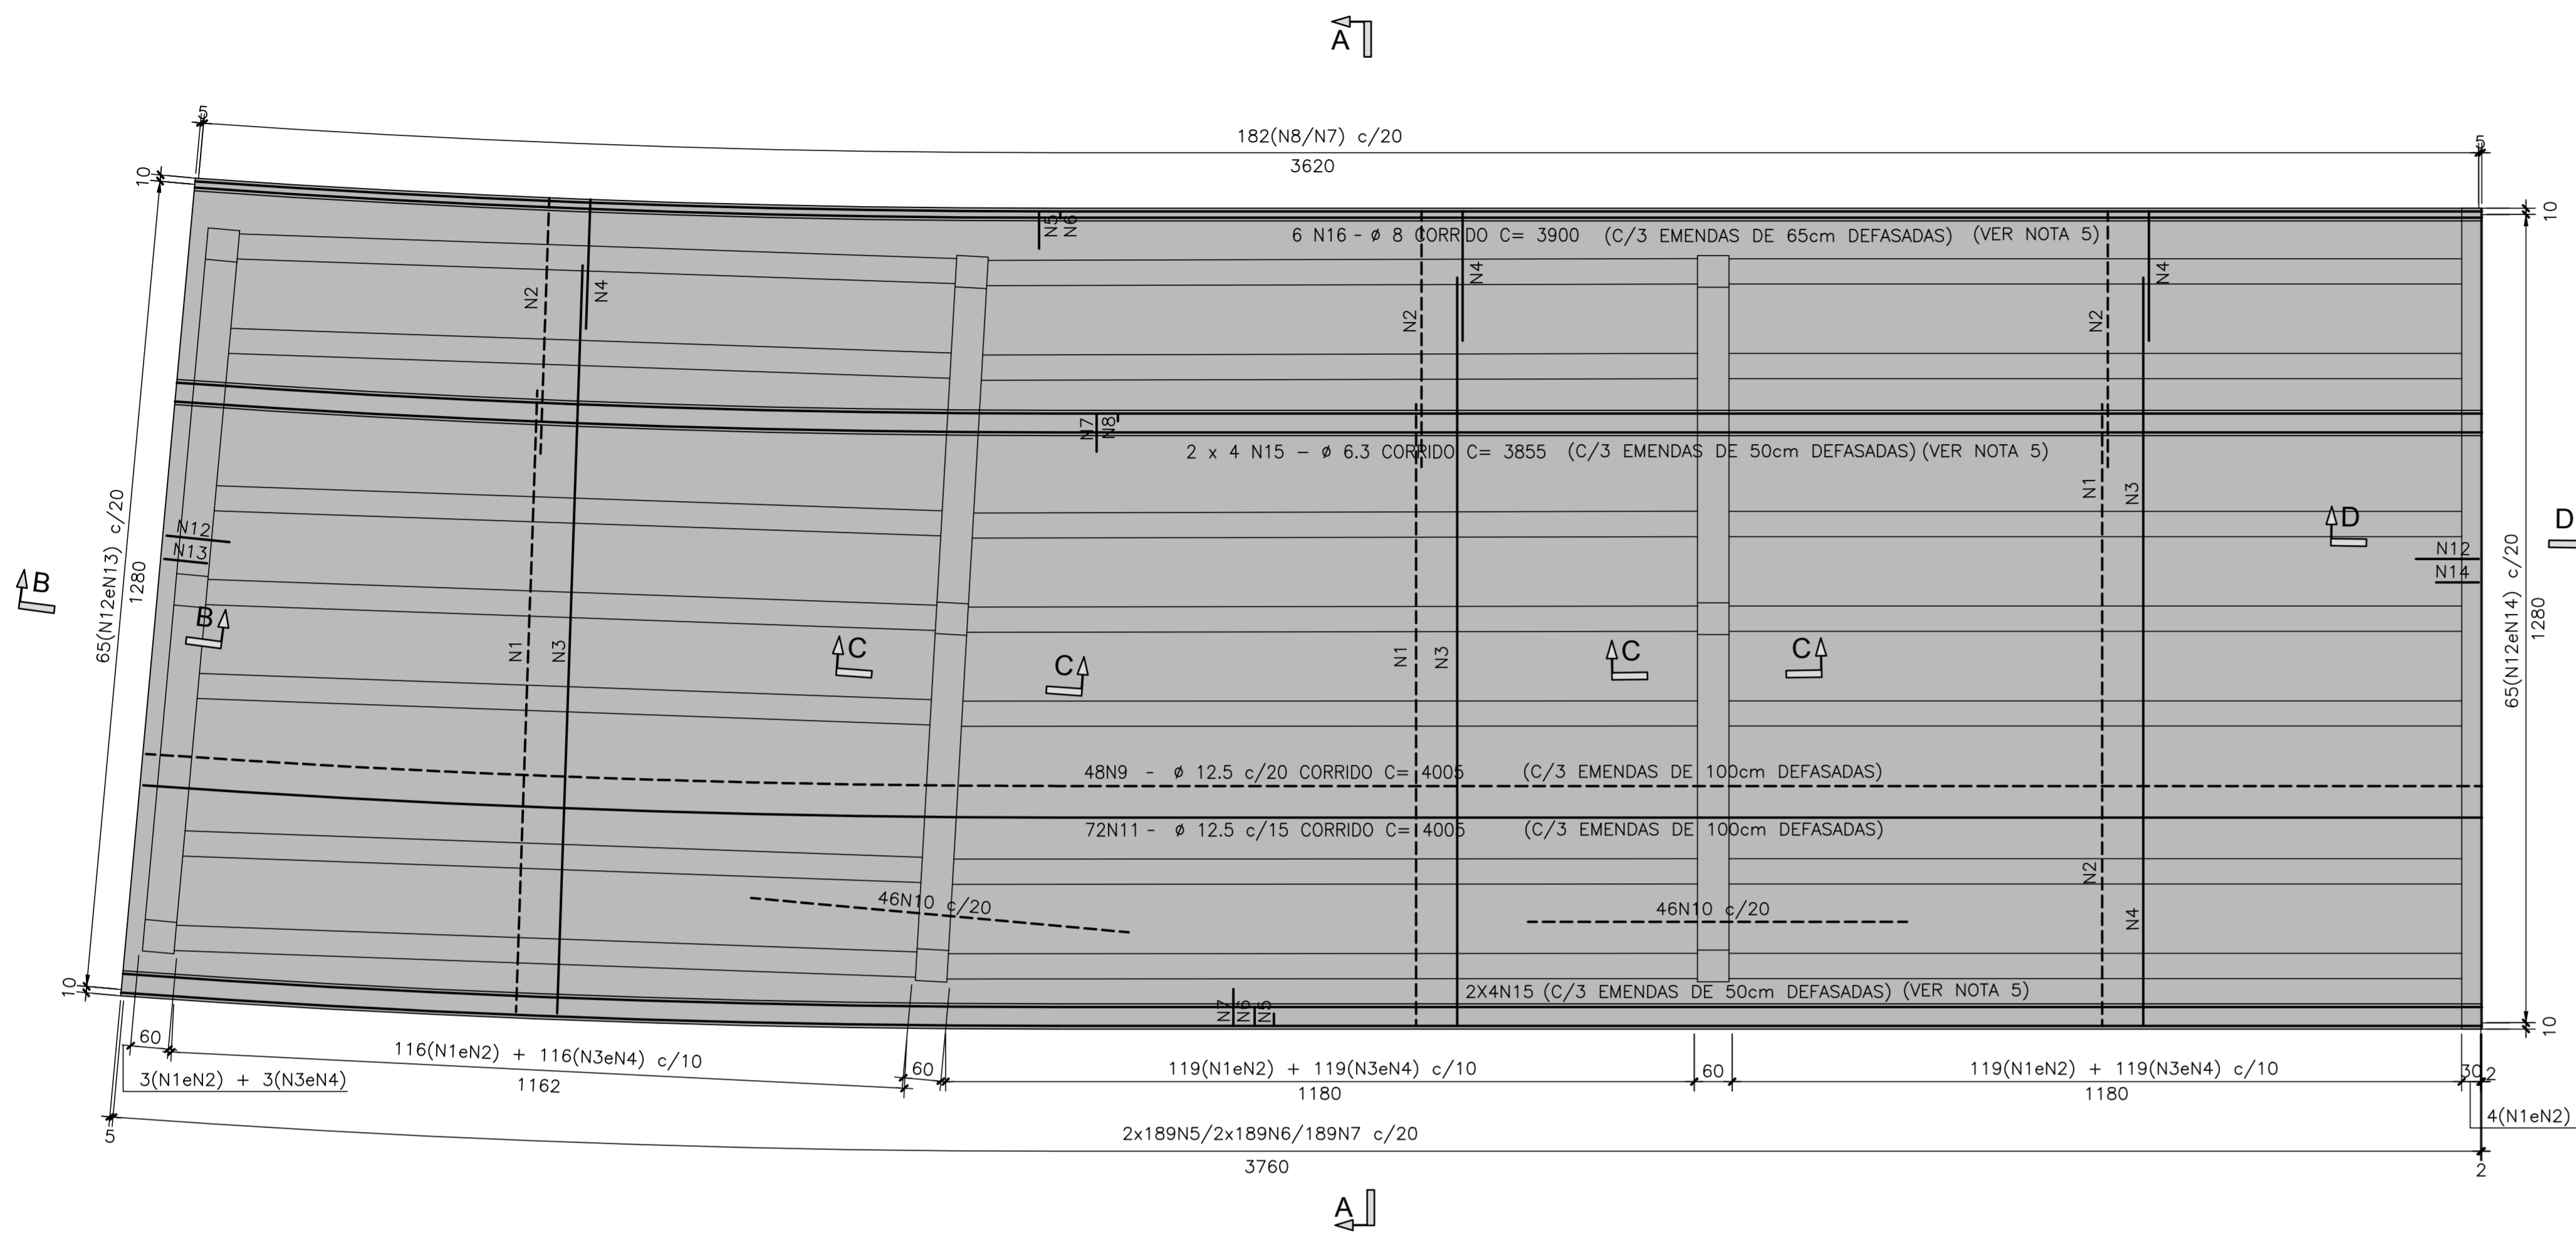 A
5
182(N8/N7) c/20
5
3620
10
10
N5
N6
6 N16 - ø 8 CORRIDO C= 3900 (C/3 EMENDAS DE 65cm DEFASADAS) (VER NOTA 5)
N2
N4
N2
N4
N2
N4
N7
N8
2 x 4 N15 - ø 6.3 CORRIDO C= 3855 (C/3 EMENDAS DE 50cm DEFASADAS) (VER NOTA 5)
65(N12eN13) c/20
1280
N12
N13
N1
N3
D
D
N12
N14
65(N12eN14) c/20
1280
B
B
N1
N3
C
C
N1
N3
C
C
48N9 - ø 12.5 c/20 CORRIDO C= 4005 (C/3 EMENDAS DE 100cm DEFASADAS)
72N11 - ø 12.5 c/15 CORRIDO C= 4005 (C/3 EMENDAS DE 100cm DEFASADAS)
46N10 c/20
46N10 c/20
N2
N4
10
N7
N6
N5
2X4N15 (C/3 EMENDAS DE 50cm DEFASADAS) (VER NOTA 5)
10
60
116(N1eN2) + 116(N3eN4) c/10
60
119(N1eN2) + 119(N3eN4) c/10
60
119(N1eN2) + 119(N3eN4) c/10
30
2
3(N1eN2) + 3(N3eN4)
1162
1180
1180
4(N1eN2)
5
2x189N5/2x189N6/189N7 c/20
3760
2
A